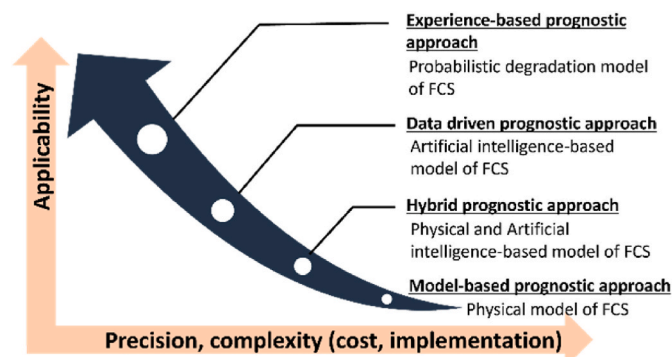 Experience-based prognostic
approach
Probabilistic degradation model
of FCS
Data driven prognostic approach
Artificial intelligence-based
model of FCS
Hybrid prognostic approach
Physical and Artificial
intelligence-based model of FCS
Model-based prognostic approach
Physical model of FCS
Applicability
Precision, complexity (cost, implementation)